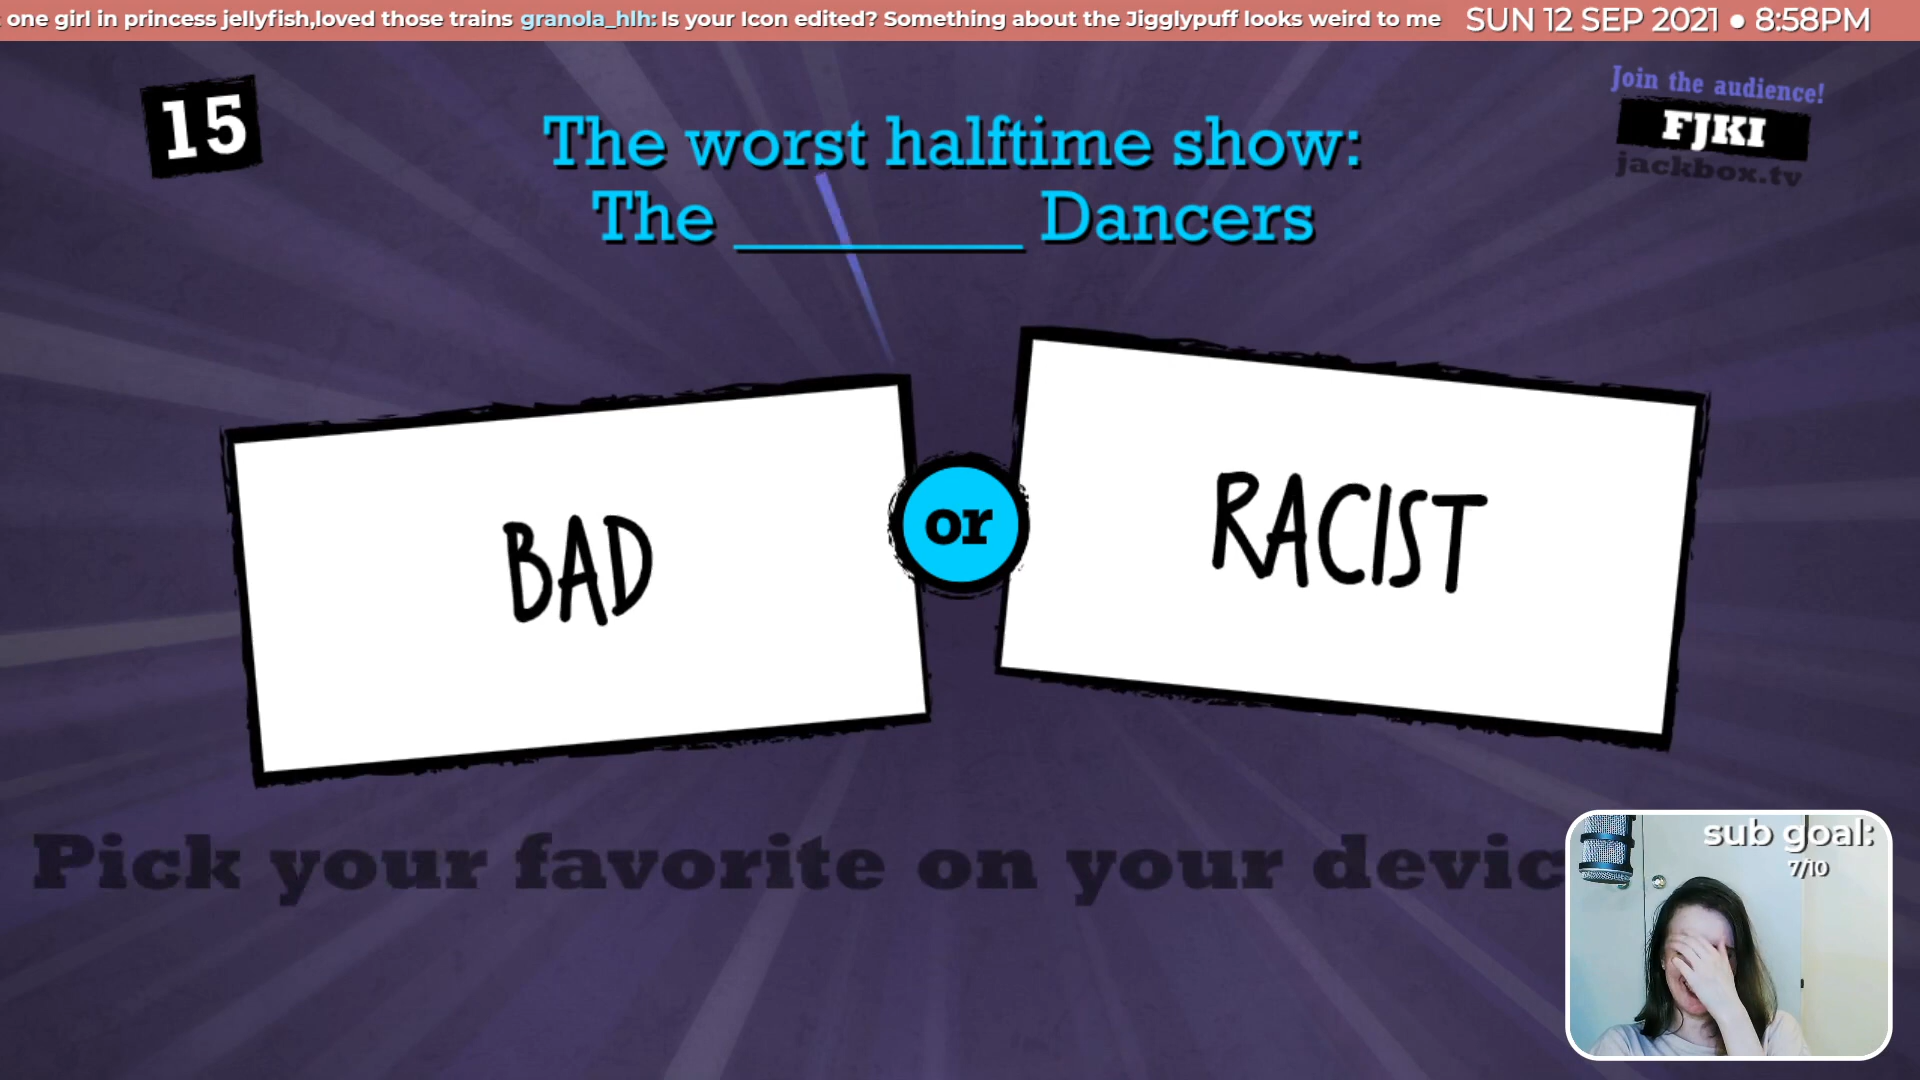 one girl in princess jellyfish,loved those trains granola_hlh: Is your Icon edited? Something about the Jigglypuff looks weird to me
SUN 12 SEP 2021 ● 8:58PM
15
The worst halftime show:
The ________ Dancers
Join the audience!
FJKI
jackbox.tv
BAD
or
RACIST
Pick your favorite on your devic
sub goal:
7/10